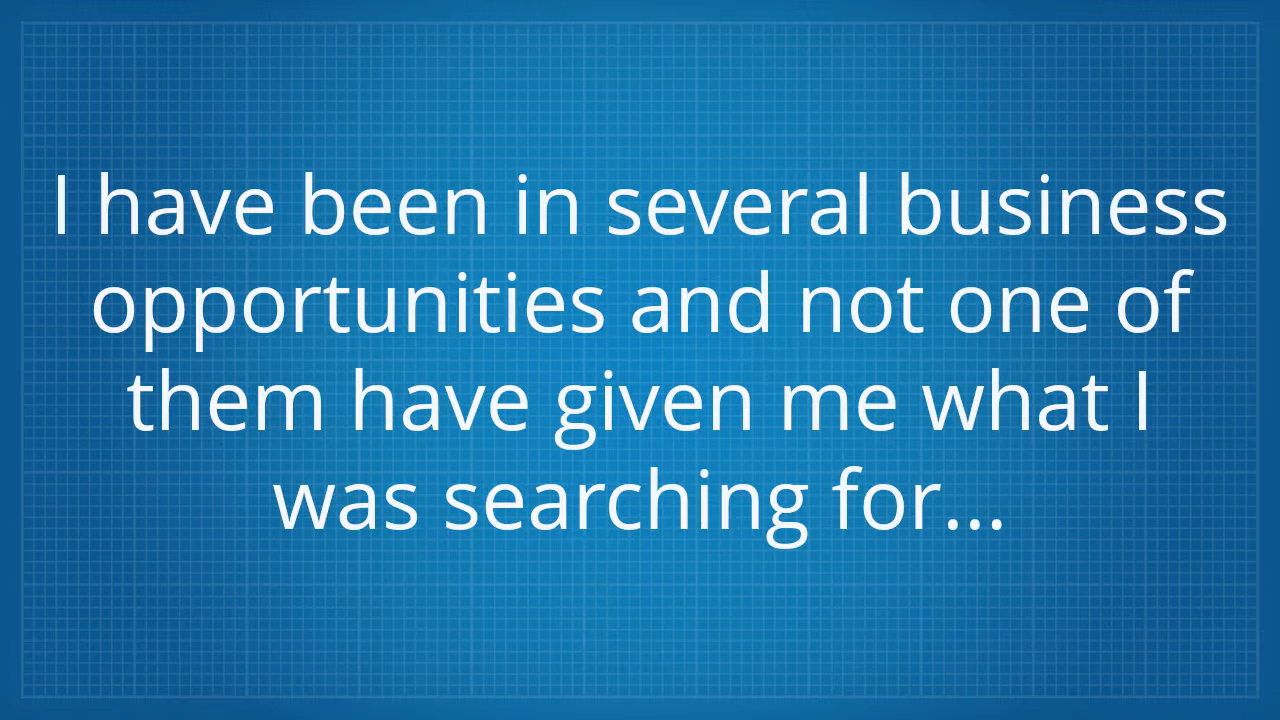 I have been in several business
opportunities and not one of
them have given me what I
was searching for...